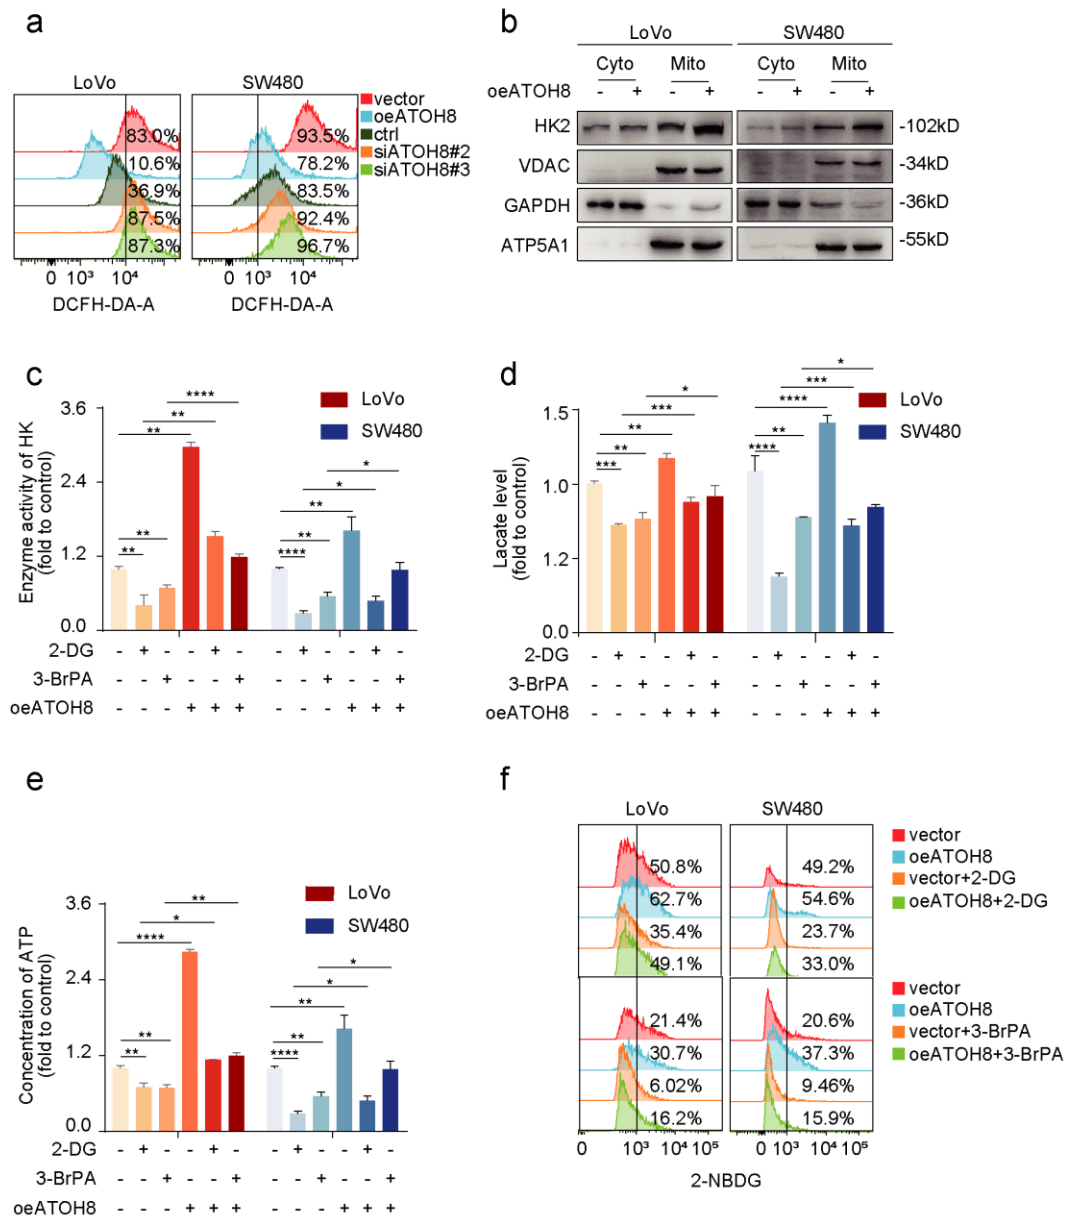 a
LoVo SW480
vector
oeATOH8
ctrl
siATOH8#2
siATOH8#3
83.0% 93.5%
10.6% 78.2%
36.9% 83.5%
87.5% 92.4%
87.3% 96.7%
0 10³ 10⁴ 0 10³ 10⁴
DCFH-DA-A DCFH-DA-A
b
LoVo SW480
Cyto Mito Cyto Mito
oeATOH8 - + - + - + - +
HK2 -102kD
VDAC -34kD
GAPDH -36kD
ATP5A1 -55kD
c
Enzyme activity of HK
(fold to control)
3.6
2.4
1.2
0.0
LoVo
SW480
**** ** ** ** **
* * ** ** ****
2-DG - + - - + - - + - - + -
3-BrPA - - + - - + - - + - - +
oeATOH8 - - - + + + - - - + + +
d
Lacate level
(fold to control)
1.5
1.0
1.2
0.0
LoVo
SW480
* *** ** ** ***
* *** **** ** ****
2-DG - + - - + - - + - - + -
3-BrPA - - + - - + - - + - - +
oeATOH8 - - - + + + - - - + + +
e
Concentration of ATP
(fold to control)
3.6
2.4
1.2
0.0
LoVo
SW480
** * **** ** **
* * ** ** ****
2-DG - + - - + - - + - - + -
3-BrPA - - + - - + - - + - - +
oeATOH8 - - - + + + - - - + + +
f
LoVo SW480
vector
oeATOH8
vector+2-DG
oeATOH8+2-DG
50.8% 49.2%
62.7% 54.6%
35.4% 23.7%
49.1% 33.0%
vector
oeATOH8
vector+3-BrPA
oeATOH8+3-BrPA
21.4% 20.6%
30.7% 37.3%
6.02% 9.46%
16.2% 15.9%
0 10³ 10⁴ 10⁵ 0 10³ 10⁴ 10⁵
2-NBDG